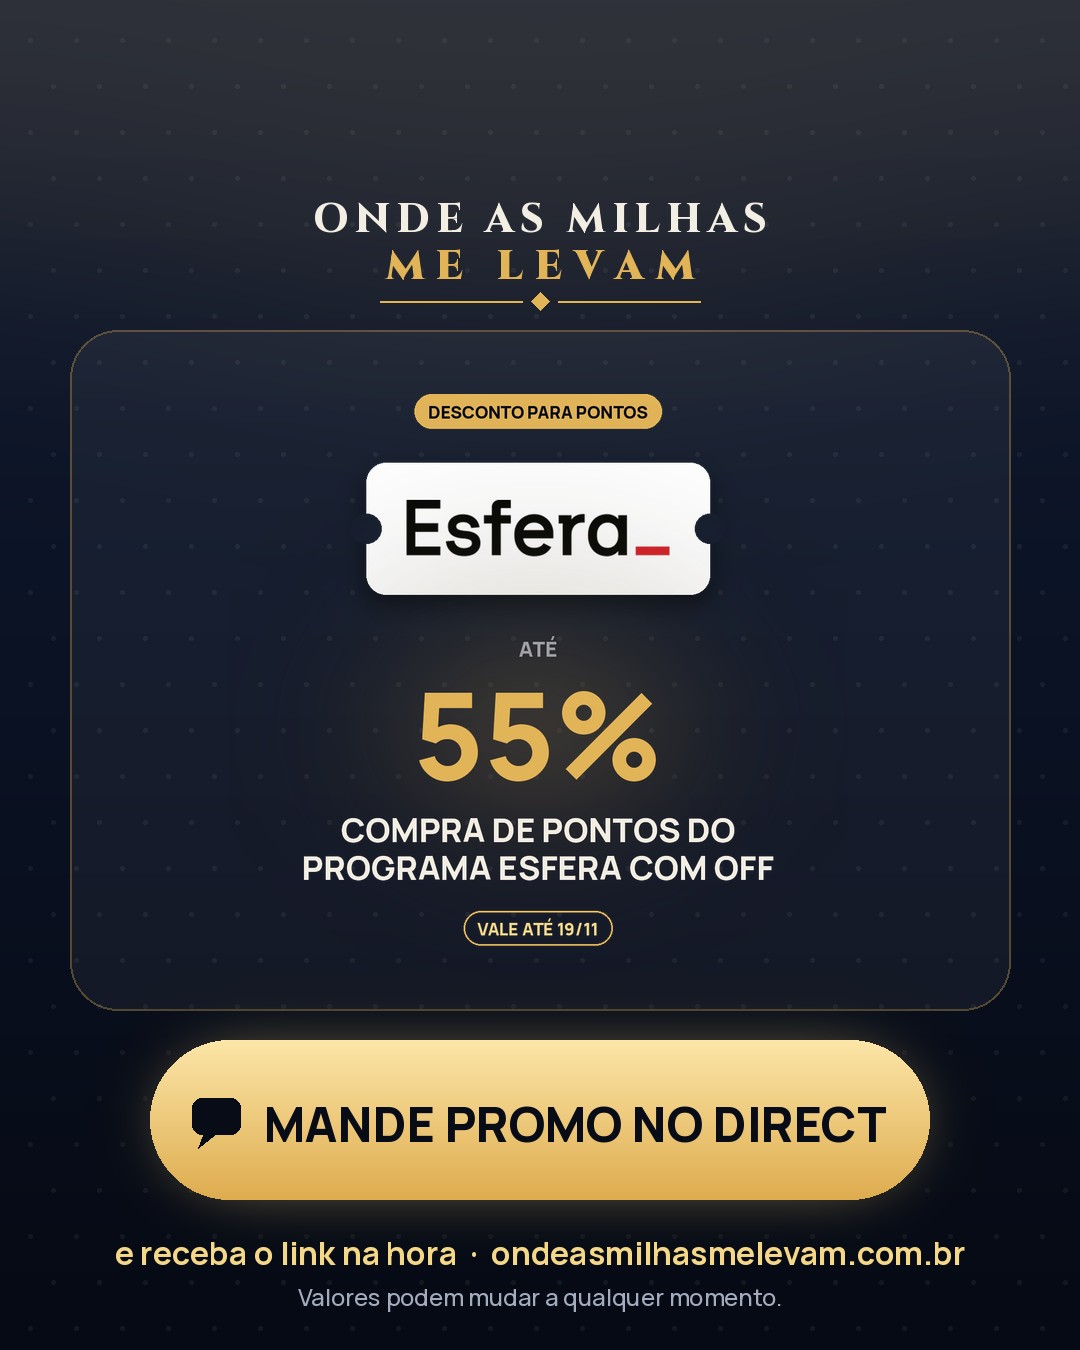 ONDE AS MILHAS
ME LEVAM
DESCONTO PARA PONTOS
Esfera_
ATÉ
55%
COMPRA DE PONTOS DO
PROGRAMA ESFERA COM OFF
VALE ATÉ 19/11
MANDE PROMO NO DIRECT
e receba o link na hora · ondeasmilhasmelevam.com.br
Valores podem mudar a qualquer momento.